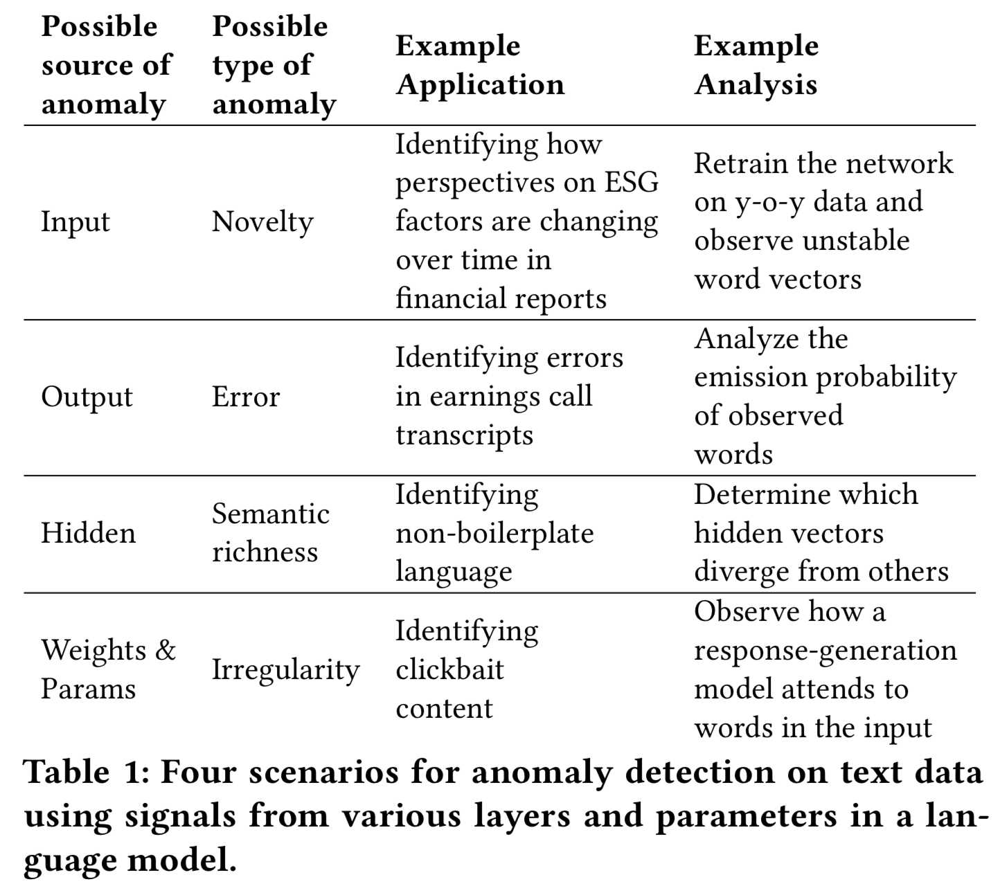 Possible source of anomaly
Possible type of anomaly
Example Application
Example Analysis
Input
Novelty
Identifying how
perspectives on ESG
factors are changing
over time in
financial reports
Retrain the network
on y-o-y data and
observe unstable
word vectors
Output
Error
Identifying errors
in earnings call
transcripts
Analyze the
emission probability
of observed
words
Hidden
Semantic
richness
Identifying
non-boilerplate
language
Determine which
hidden vectors
diverge from others
Weights &
Params
Irregularity
Identifying
clickbait
content
Observe how a
response-generation
model attends to
words in the input
Table 1: Four scenarios for anomaly detection on text data
using signals from various layers and parameters in a lan-
guage model.